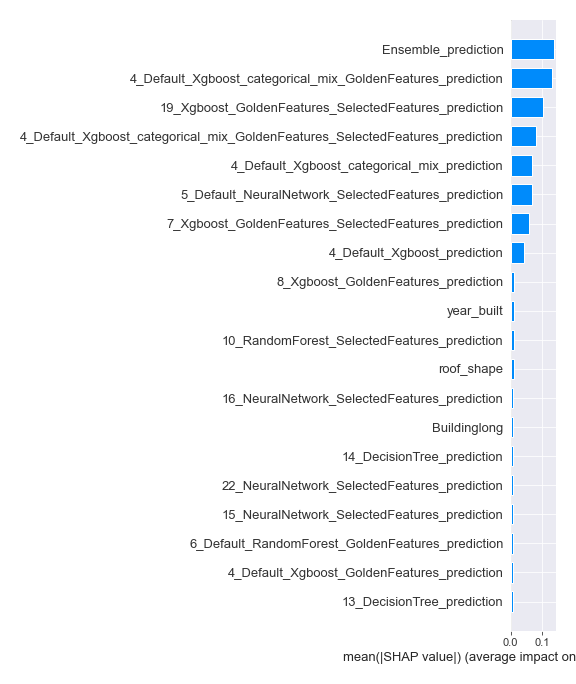 Ensemble_prediction
4_Default_Xgboost_categorical_mix_GoldenFeatures_prediction
19_Xgboost_GoldenFeatures_SelectedFeatures_prediction
4_Default_Xgboost_categorical_mix_GoldenFeatures_SelectedFeatures_prediction
4_Default_Xgboost_categorical_mix_prediction
5_Default_NeuralNetwork_SelectedFeatures_prediction
7_Xgboost_GoldenFeatures_SelectedFeatures_prediction
4_Default_Xgboost_prediction
8_Xgboost_GoldenFeatures_prediction
year_built
10_RandomForest_SelectedFeatures_prediction
roof_shape
16_NeuralNetwork_SelectedFeatures_prediction
Buildinglong
14_DecisionTree_prediction
22_NeuralNetwork_SelectedFeatures_prediction
15_NeuralNetwork_SelectedFeatures_prediction
6_Default_RandomForest_GoldenFeatures_prediction
4_Default_Xgboost_GoldenFeatures_prediction
13_DecisionTree_prediction
0.0 0.1
mean(|SHAP value|) (average impact on